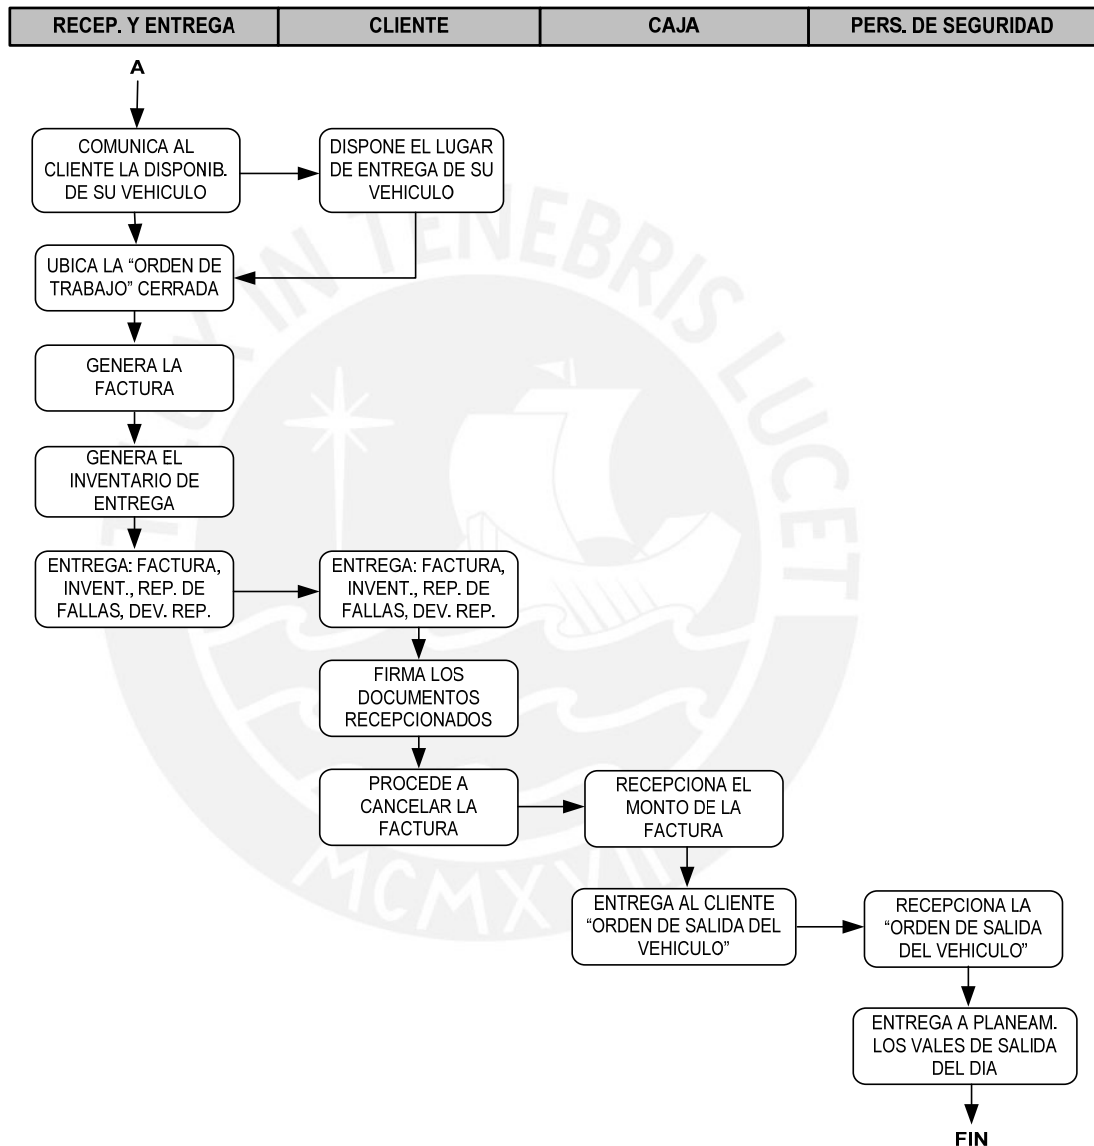 RECEP. Y ENTREGA
CLIENTE
CAJA
PERS. DE SEGURIDAD
A
COMUNICA AL
CLIENTE LA DISPONIB.
DE SU VEHICULO
DISPONE EL LUGAR
DE ENTREGA DE SU
VEHICULO
UBICA LA “ORDEN DE
TRABAJO” CERRADA
GENERA LA
FACTURA
GENERA EL
INVENTARIO DE
ENTREGA
ENTREGA: FACTURA,
INVENT., REP. DE
FALLAS, DEV. REP.
ENTREGA: FACTURA,
INVENT., REP. DE
FALLAS, DEV. REP.
FIRMA LOS
DOCUMENTOS
RECEPCIONADOS
PROCEDE A
CANCELAR LA
FACTURA
RECEPCIONA EL
MONTO DE LA
FACTURA
ENTREGA AL CLIENTE
“ORDEN DE SALIDA DEL
VEHICULO”
RECEPCIONA LA
“ORDEN DE SALIDA
DEL VEHICULO”
ENTREGA A PLANEAM.
LOS VALES DE SALIDA
DEL DIA
FIN
IN TENEBRIS LUCET